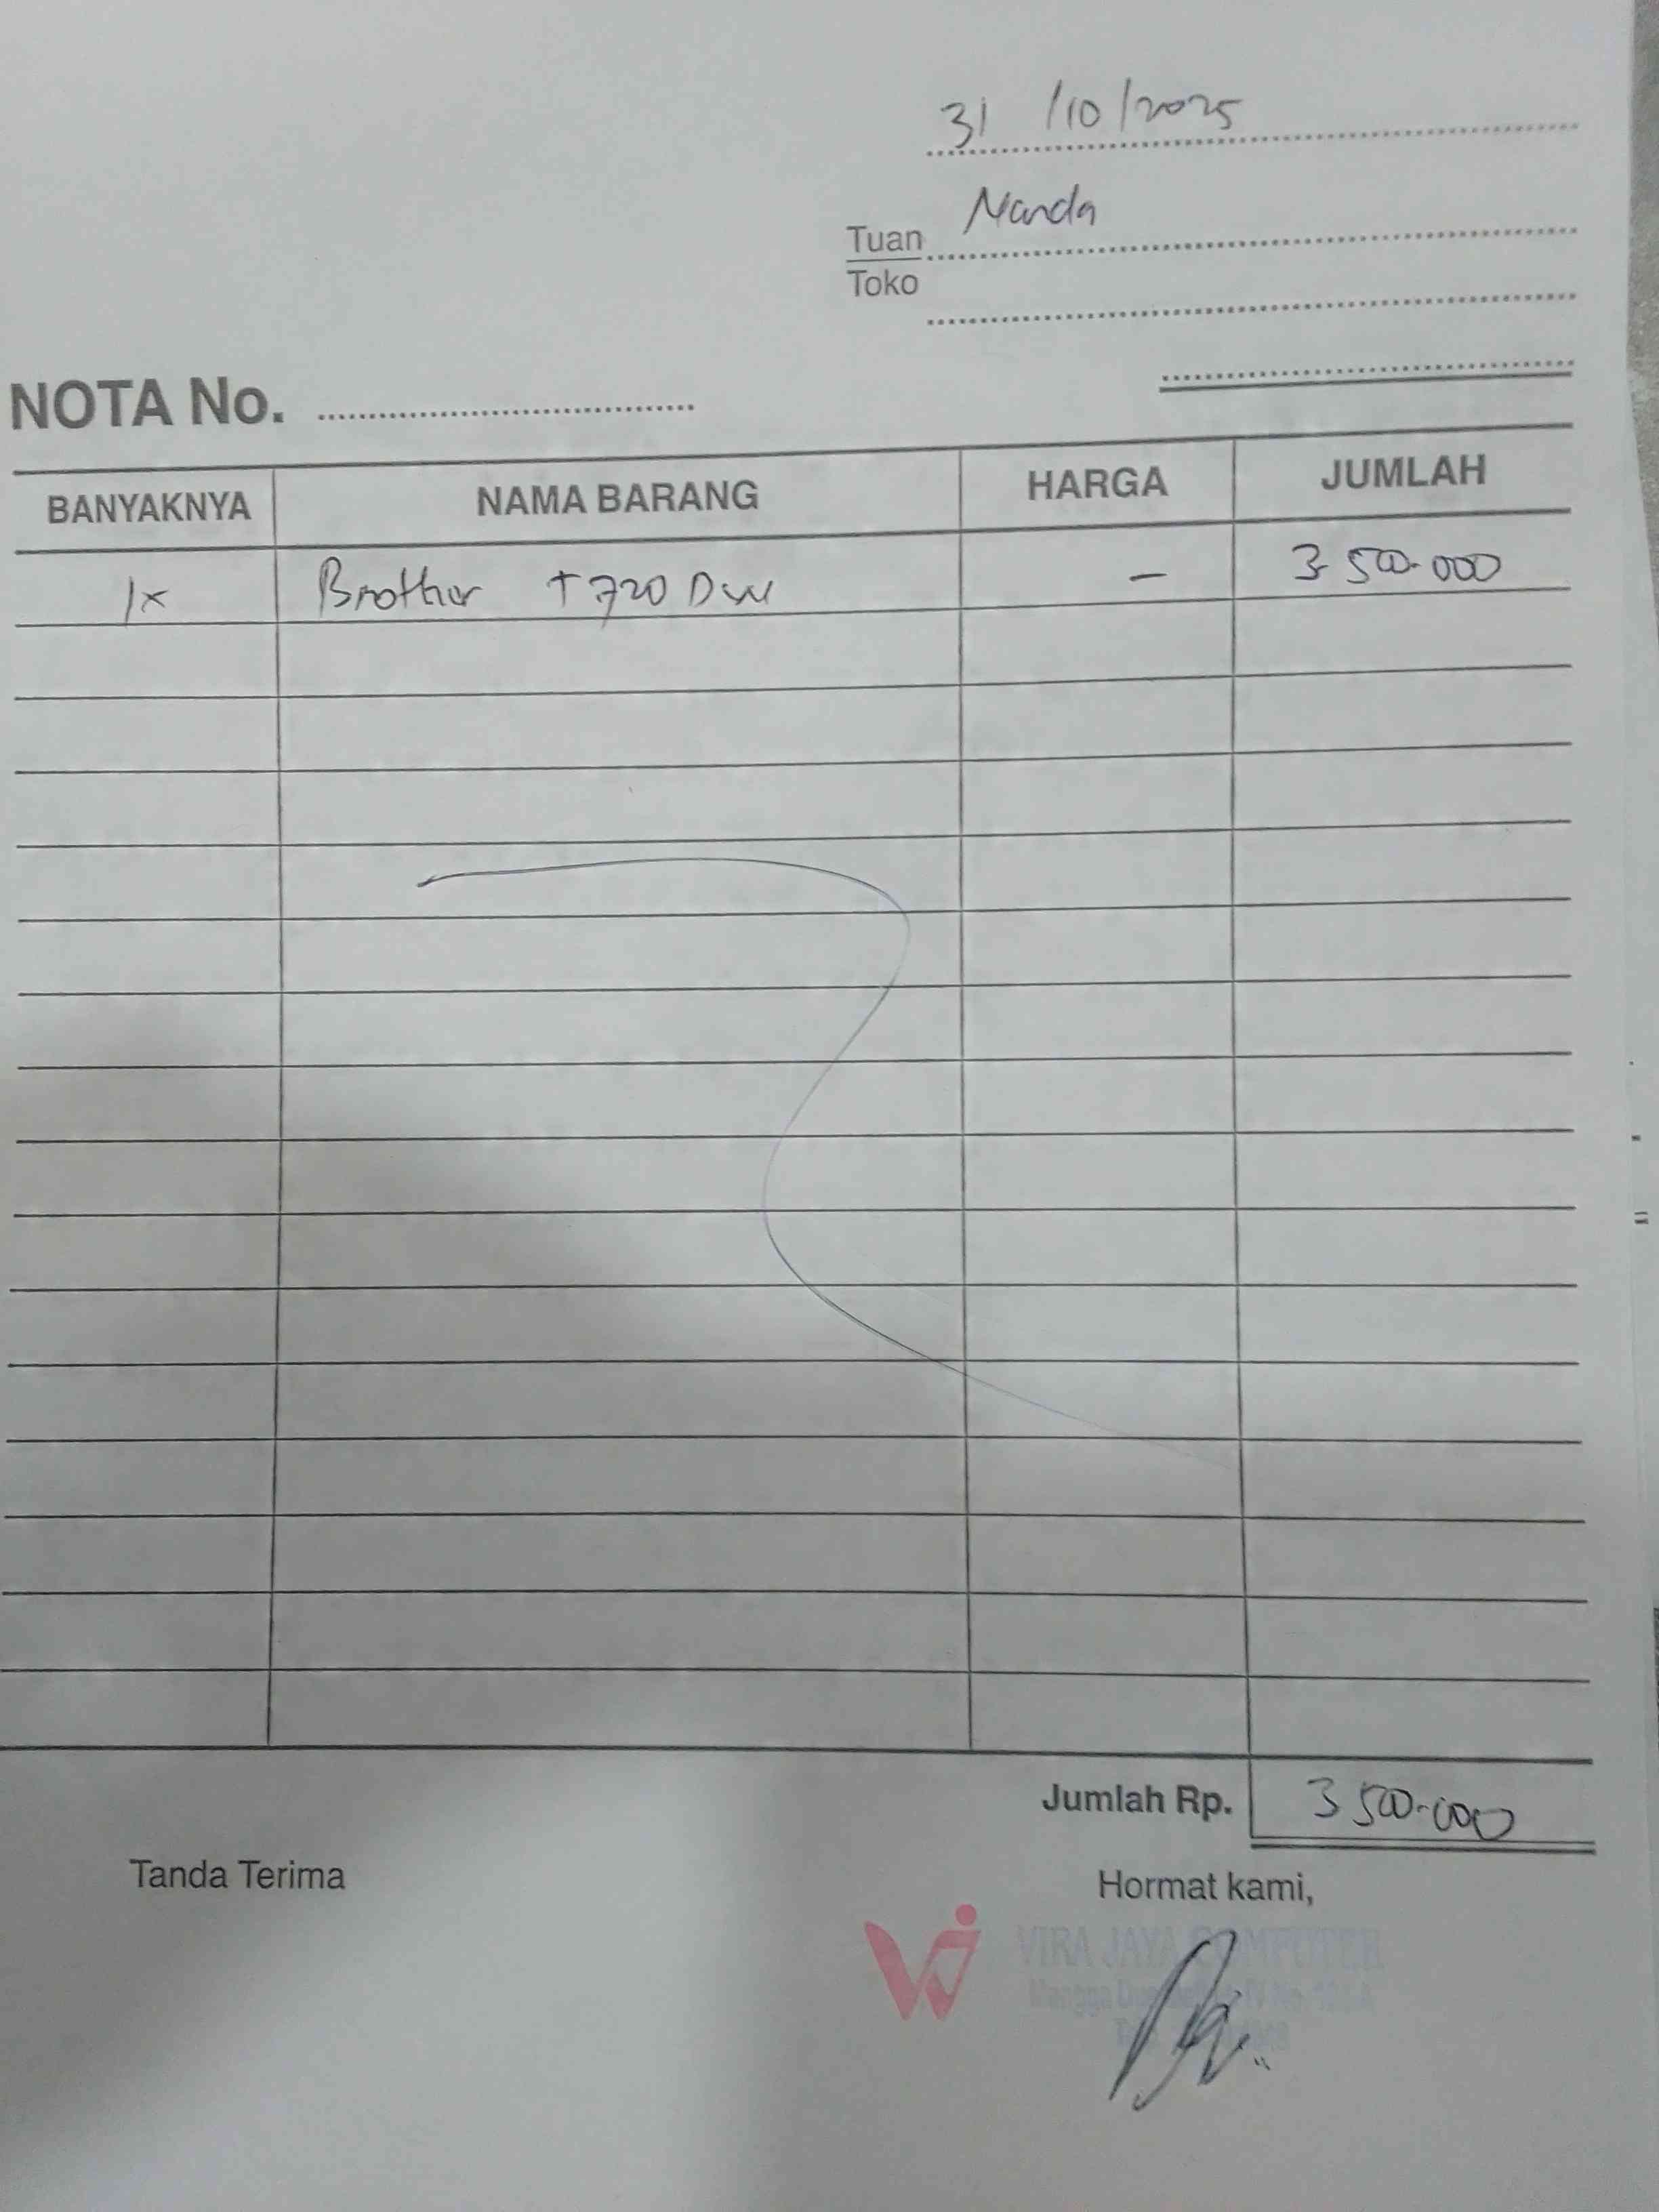 31 /10/2025
Nanda
Tuan
Toko
NOTA No.
BANYAKNYA NAMA BARANG HARGA JUMLAH
1x Brother T720 DW - 3.500.000
Jumlah Rp. 3.500.000
Tanda Terima Hormat kami,
VIRA JAYA COMPUTER
Mangga